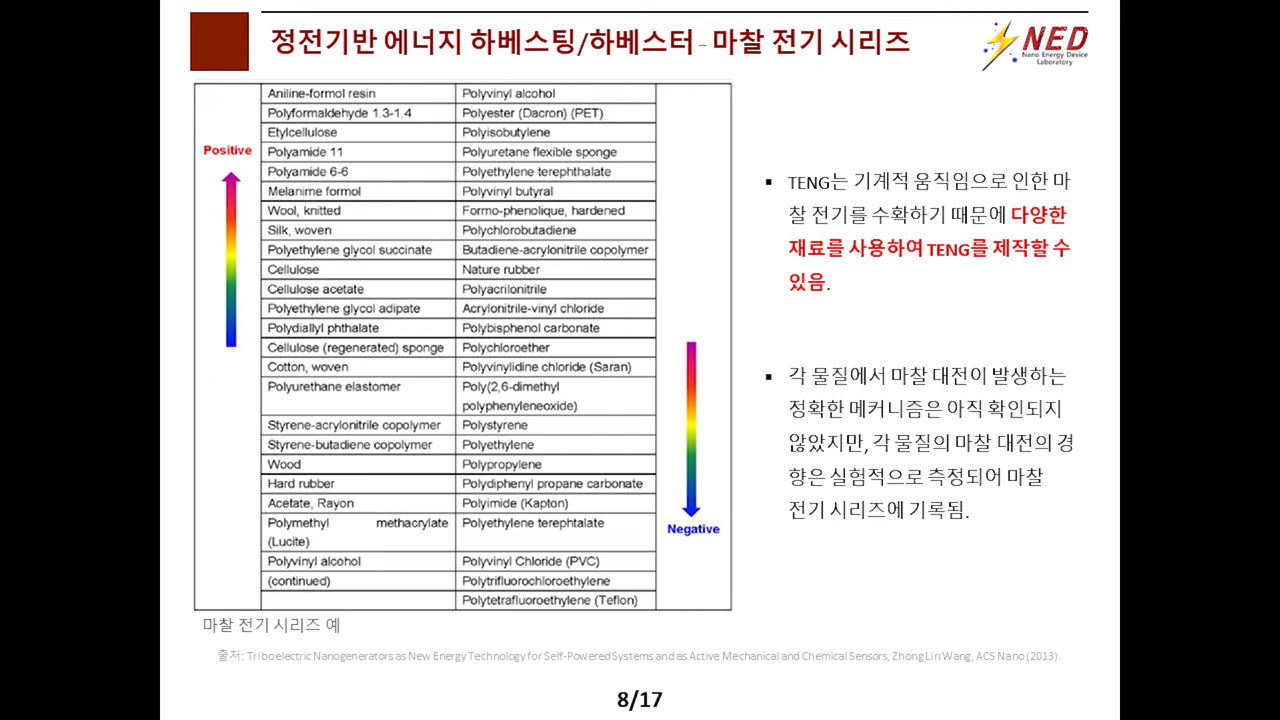 정전기반 에너지 하베스팅/하베스터 – 마찰 전기 시리즈
NED
Nano Energy Device
Laboratory
Positive
Aniline-formol resin
Polyformaldehyde 1.3-1.4
Etylcellulose
Polyamide 11
Polyamide 6-6
Melanime formol
Wool, knitted
Silk, woven
Polyethylene glycol succinate
Cellulose
Cellulose acetate
Polyethylene glycol adipate
Polydiallyl phthalate
Cellulose (regenerated) sponge
Cotton, woven
Polyurethane elastomer
Styrene-acrylonitrile copolymer
Styrene-butadiene copolymer
Wood
Hard rubber
Acetate, Rayon
Polymethyl methacrylate
(Lucite)
Polyvinyl alcohol
(continued)
Polyvinyl alcohol
Polyester (Dacron) (PET)
Polyisobutylene
Polyuretane flexible sponge
Polyethylene terephthalate
Polyvinyl butyral
Formo-phenolique, hardened
Polychlorobutadiene
Butadiene-acrylonitrile copolymer
Nature rubber
Polyacrilonitrile
Acrylonitrile-vinyl chloride
Polybisphenol carbonate
Polychloroether
Polyvinylidine chloride (Saran)
Poly(2,6-dimethyl
polyphenyleneoxide)
Polystyrene
Polyethylene
Polypropylene
Polydiphenyl propane carbonate
Polyimide (Kapton)
Polyethylene terephtalate
Polyvinyl Chloride (PVC)
Polytrifluorochloroethylene
Polytetrafluoroethylene (Teflon)
Negative
마찰 전기 시리즈 예
▪ TENG는 기계적 움직임으로 인한 마
찰 전기를 수확하기 때문에 다양한
재료를 사용하여 TENG를 제작할 수
있음.
▪ 각 물질에서 마찰 대전이 발생하는
정확한 메커니즘은 아직 확인되지
않았지만, 각 물질의 마찰 대전의 경
향은 실험적으로 측정되어 마찰
전기 시리즈에 기록됨.
출처: Triboelectric Nanogenerators as New Energy Technology for Self-Powered Systems and as Active Mechanical and Chemical Sensors, Zhong Lin Wang, ACS Nano (2013).
8/17